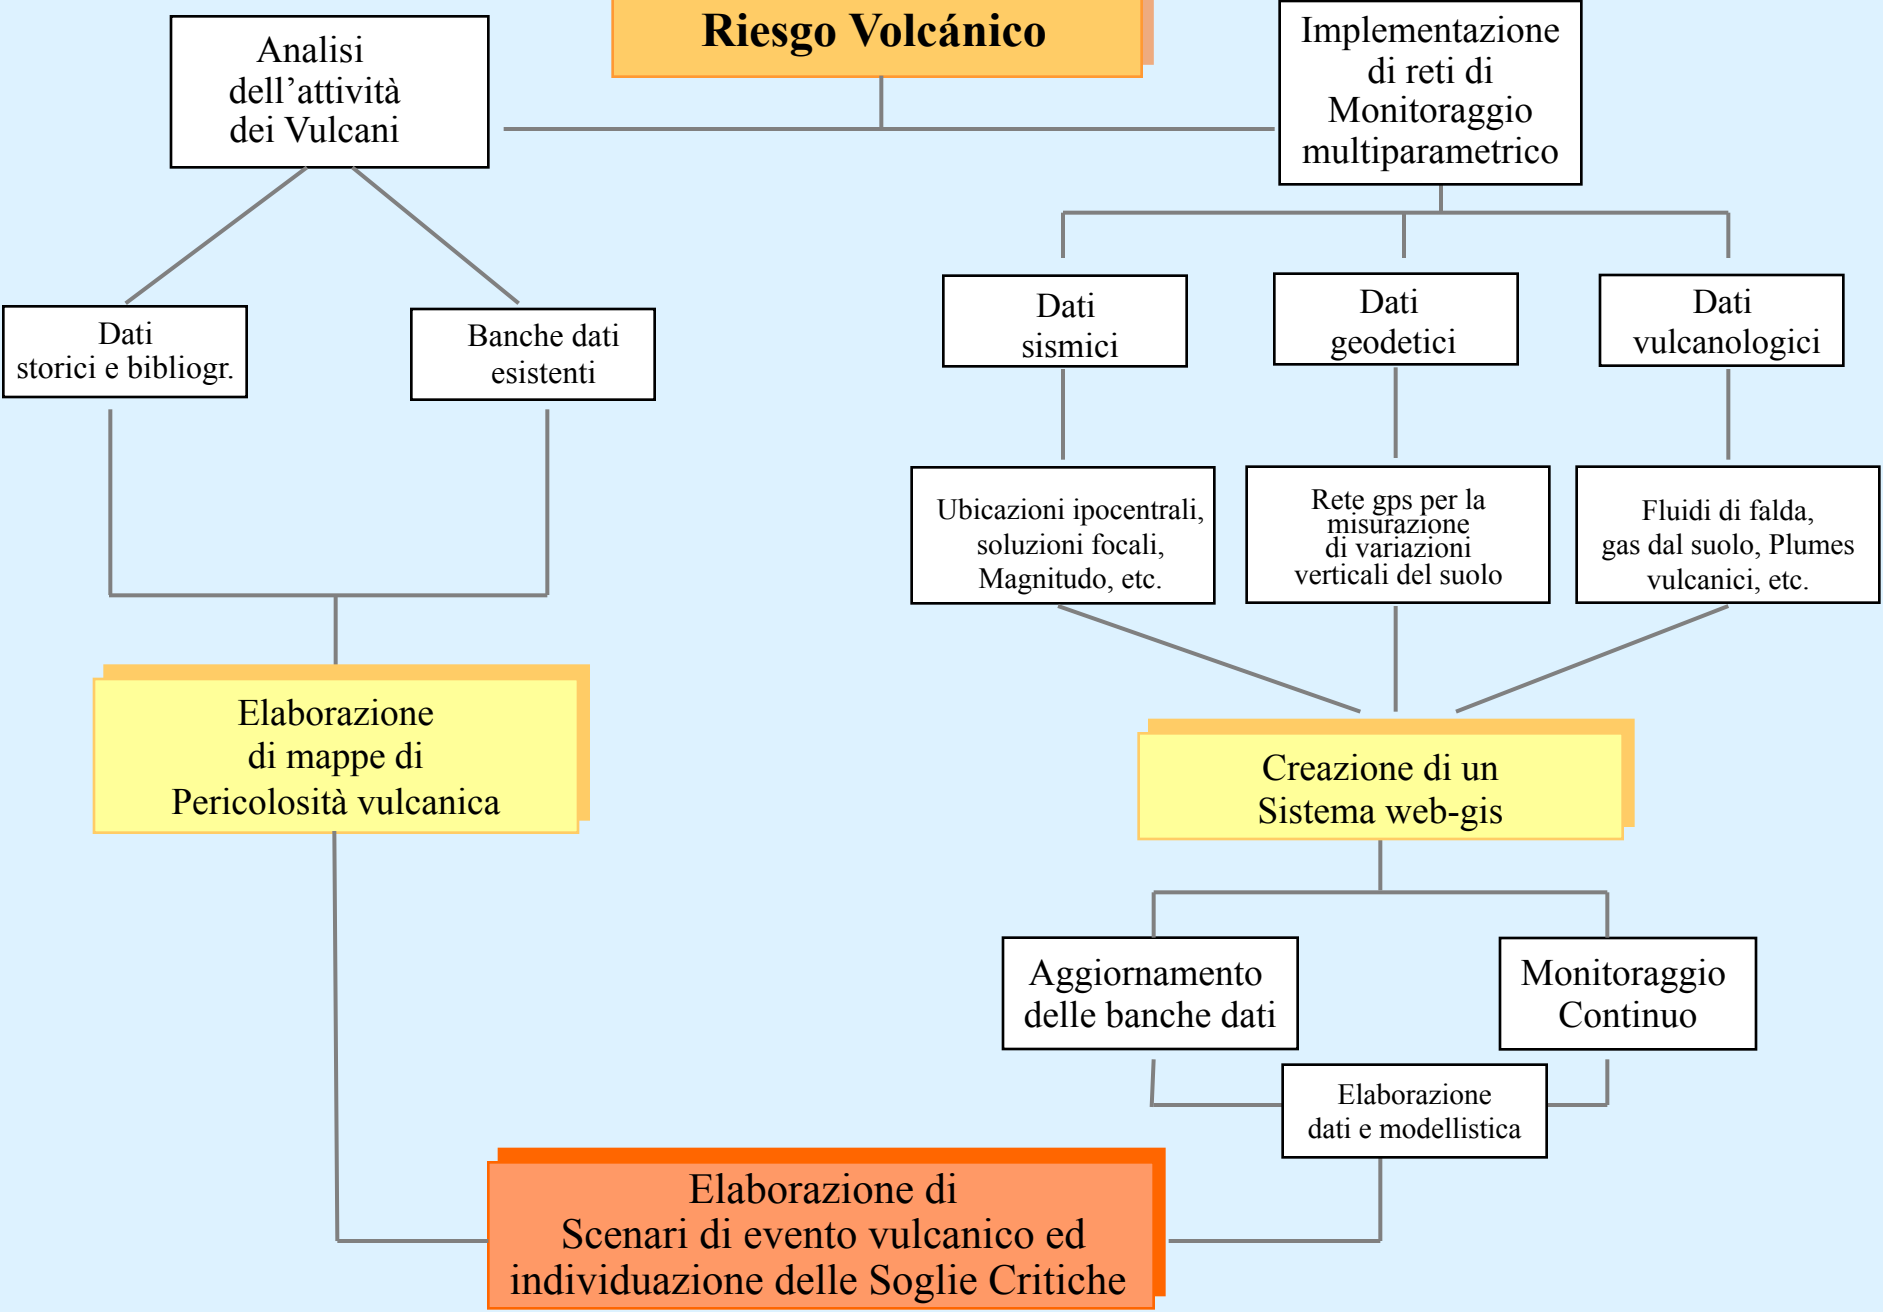 Riesgo Volcánico
Analisi
dell’attività
dei Vulcani
Implementazione
di reti di
Monitoraggio
multiparametrico
Dati
storici e bibliogr.
Banche dati
esistenti
Dati
sismici
Dati
geodetici
Dati
vulcanologici
Ubicazioni ipocentrali,
soluzioni focali,
Magnitudo, etc.
Rete gps per la
misurazione
di variazioni
verticali del suolo
Fluidi di falda,
gas dal suolo, Plumes
vulcanici, etc.
Elaborazione
di mappe di
Pericolosità vulcanica
Creazione di un
Sistema web-gis
Aggiornamento
delle banche dati
Monitoraggio
Continuo
Elaborazione
dati e modellistica
Elaborazione di
Scenari di evento vulcanico ed
individuazione delle Soglie Critiche